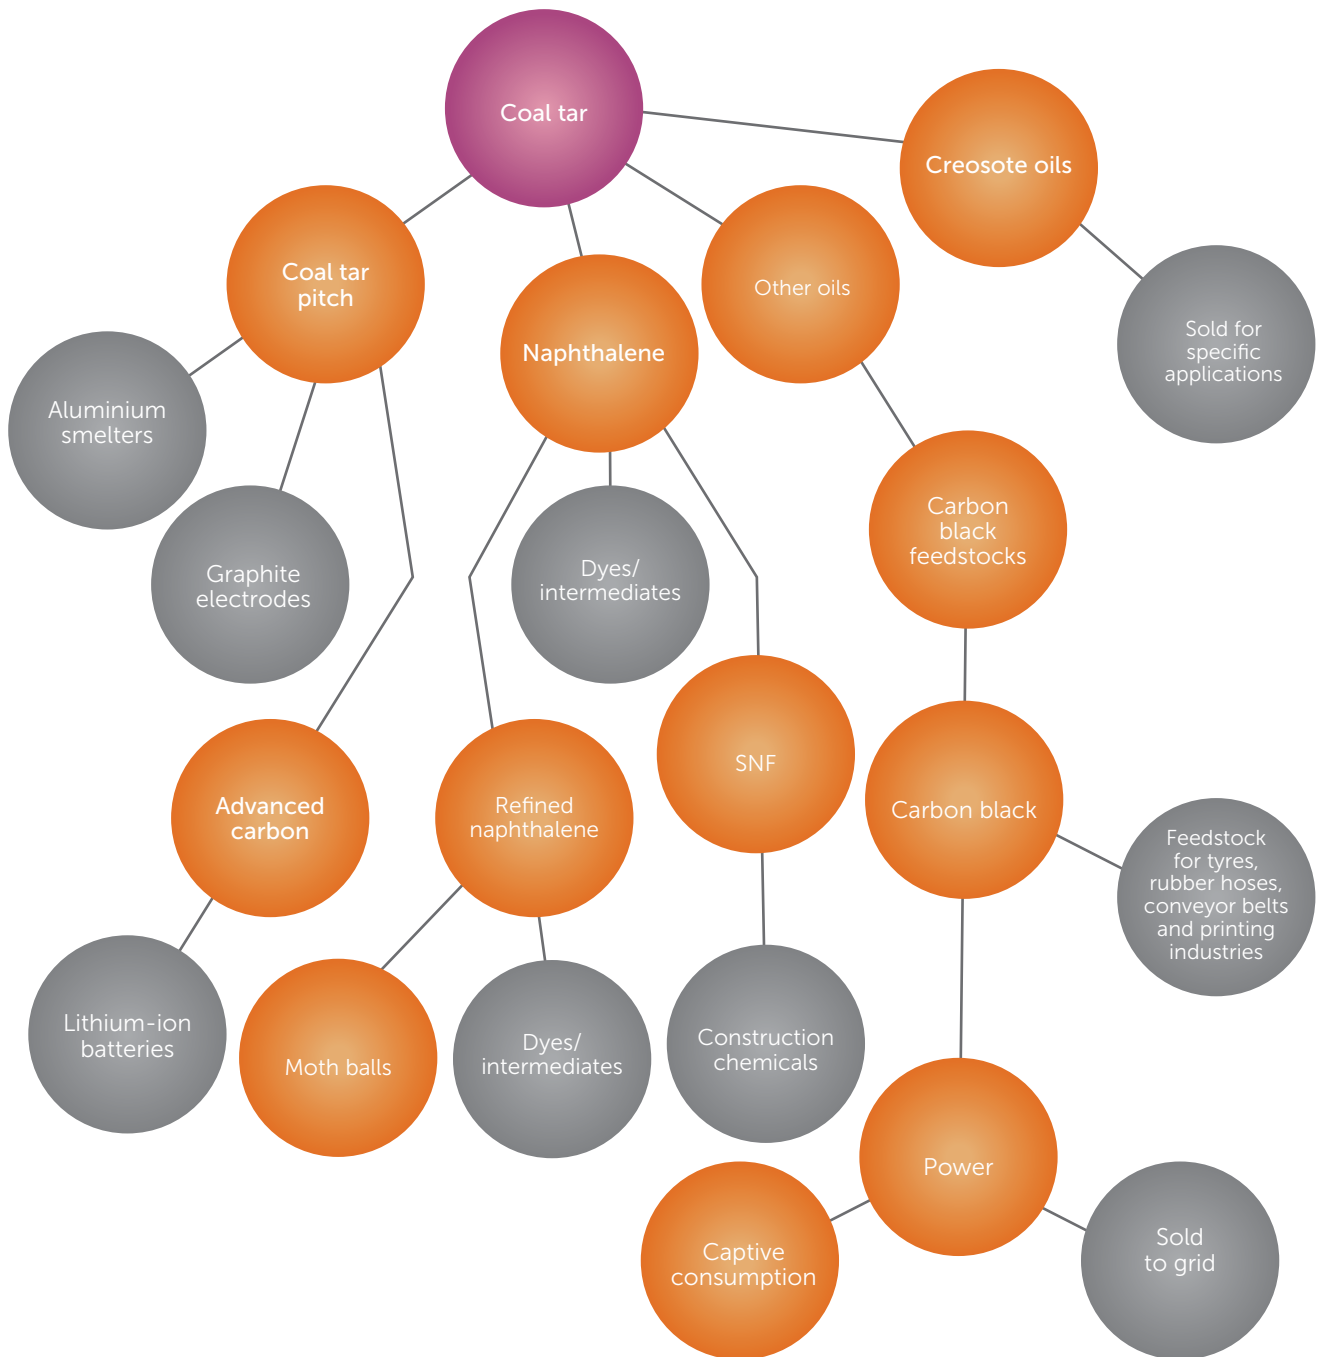 Coal tar
Creosote oils
Coal tar
pitch
Other oils
Naphthalene
Sold for
specific
applications
Aluminium
smelters
Graphite
electrodes
Dyes/
intermediates
Carbon
black
feedstocks
Advanced
carbon
Refined
naphthalene
SNF
Carbon black
Feedstock
for tyres,
rubber hoses,
conveyor belts
and printing
industries
Lithium-ion
batteries
Moth balls
Dyes/
intermediates
Construction
chemicals
Power
Captive
consumption
Sold
to grid